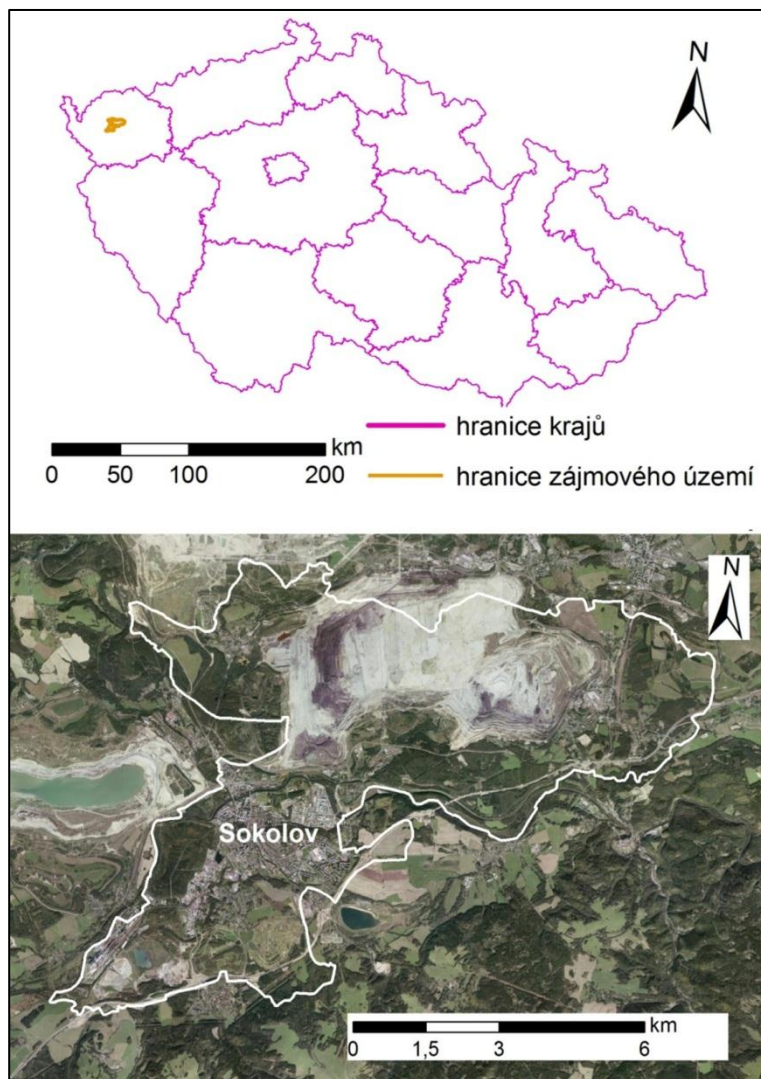 N
km
0 50 100 200
hranice krajů
hranice zájmového území
N
Sokolov
km
0 1,5 3 6